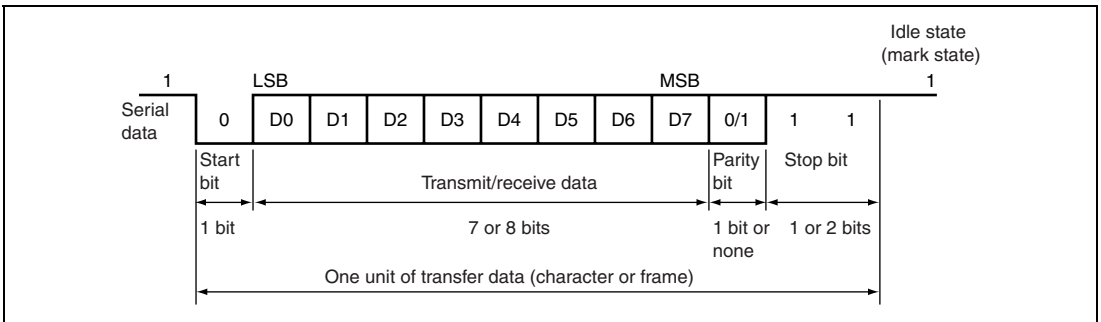 Idle state
(mark state)
1 LSB MSB 1
Serial
data
0 D0 D1 D2 D3 D4 D5 D6 D7 0/1 1 1
Start
bit
Transmit/receive data
Parity
bit
Stop bit
1 bit
7 or 8 bits
1 bit or
none
1 or 2 bits
One unit of transfer data (character or frame)